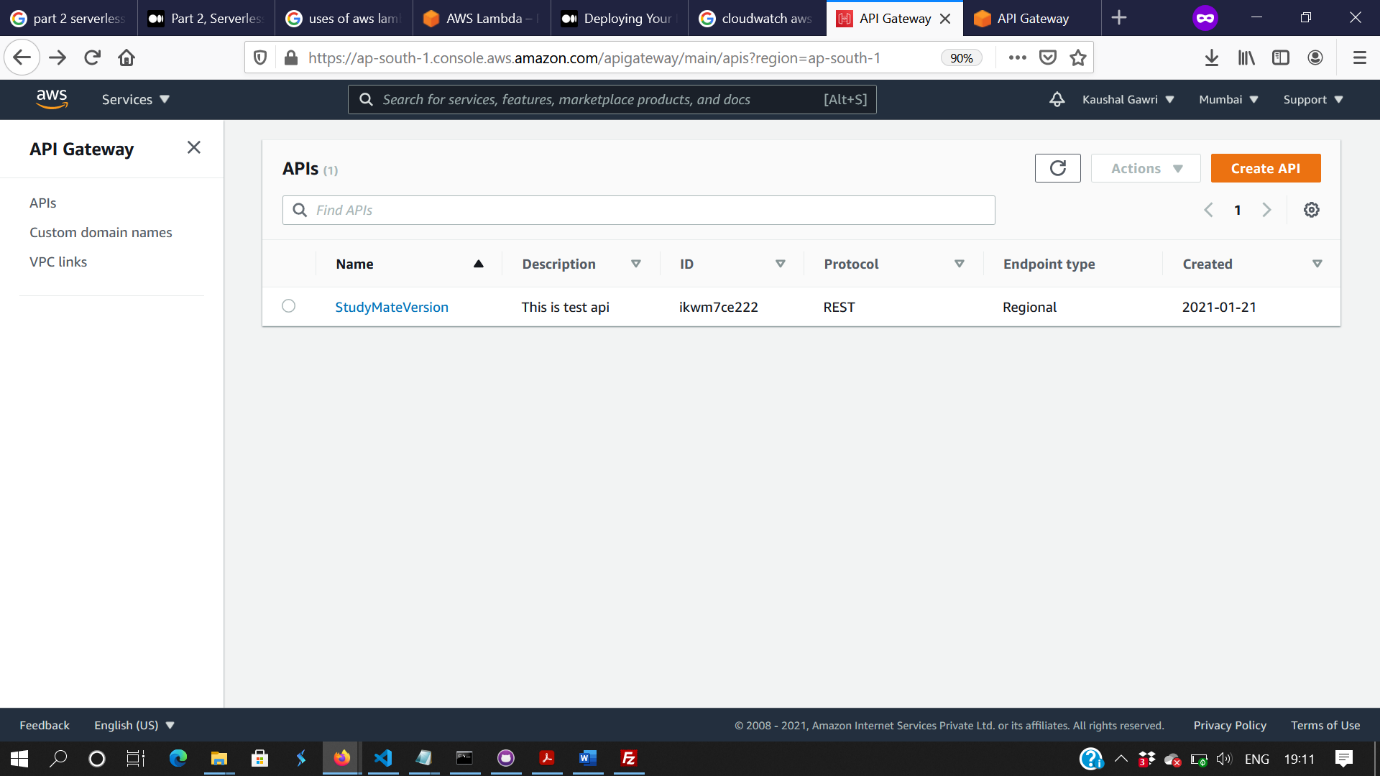 part 2 serverless
Part 2, Serverless
uses of aws lam
AWS Lambda –
Deploying Your
cloudwatch aws
API Gateway
API Gateway
https://ap-south-1.console.aws.amazon.com/apigateway/main/apis?region=ap-south-1
90%
aws
Services
Search for services, features, marketplace products, and docs [Alt+S]
Kaushal Gawri
Mumbai
Support
API Gateway
APIs
Custom domain names
VPC links
APIs (1)
Actions
Create API
Find APIs
1
Name Description ID Protocol Endpoint type Created
StudyMateVersion This is test api ikwm7ce222 REST Regional 2021-01-21
Feedback English (US) © 2008 - 2021, Amazon Internet Services Private Ltd. or its affiliates. All rights reserved. Privacy Policy Terms of Use
3 ENG 19:11